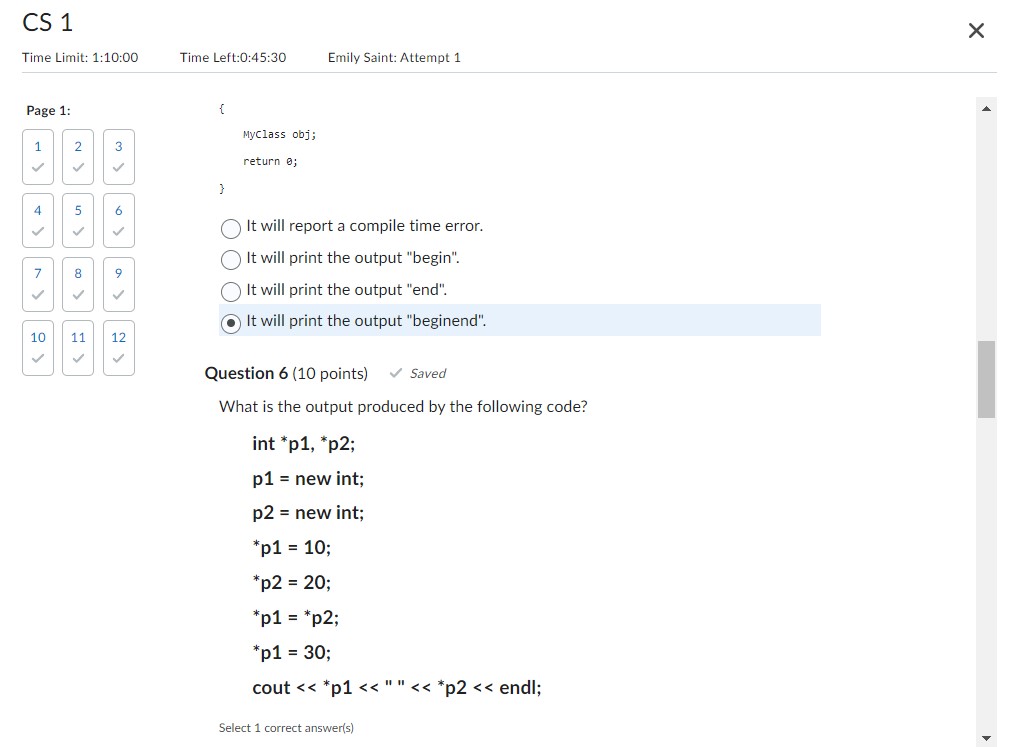 CS 1
Time Limit: 1:10:00 Time Left:0:45:30 Emily Saint: Attempt 1
Page 1:
1 2 3
4 5 6
7 8 9
10 11 12
{
MyClass obj;
return 0;
}
It will report a compile time error.
It will print the output "begin".
It will print the output "end".
It will print the output "beginend".
Question 6 (10 points) Saved
What is the output produced by the following code?
int *p1, *p2;
p1 = new int;
p2 = new int;
*p1 = 10;
*p2 = 20;
*p1 = *p2;
*p1 = 30;
cout << *p1 << " " << *p2 << endl;
Select 1 correct answer(s)